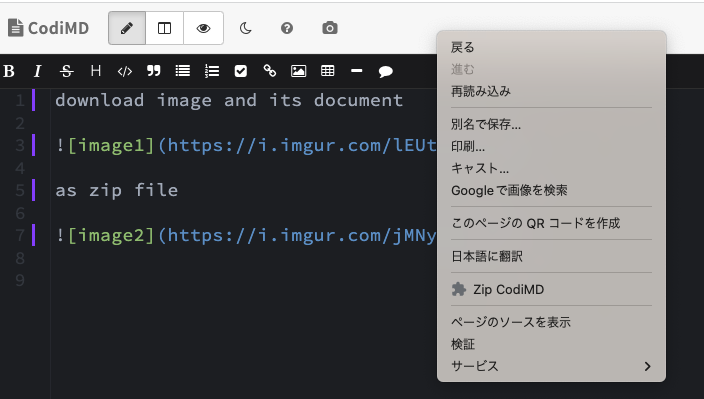 CodiMD
B I S H
1 download image and its document
2
3 ![image1](https://i.imgur.com/lEUt
4
5 as zip file
6
7 ![image2](https://i.imgur.com/jMNy
8
9
戻る
進む
再読み込み
別名で保存...
印刷...
キャスト...
Googleで画像を検索
このページの QR コードを作成
日本語に翻訳
Zip CodiMD
ページのソースを表示
検証
サービス